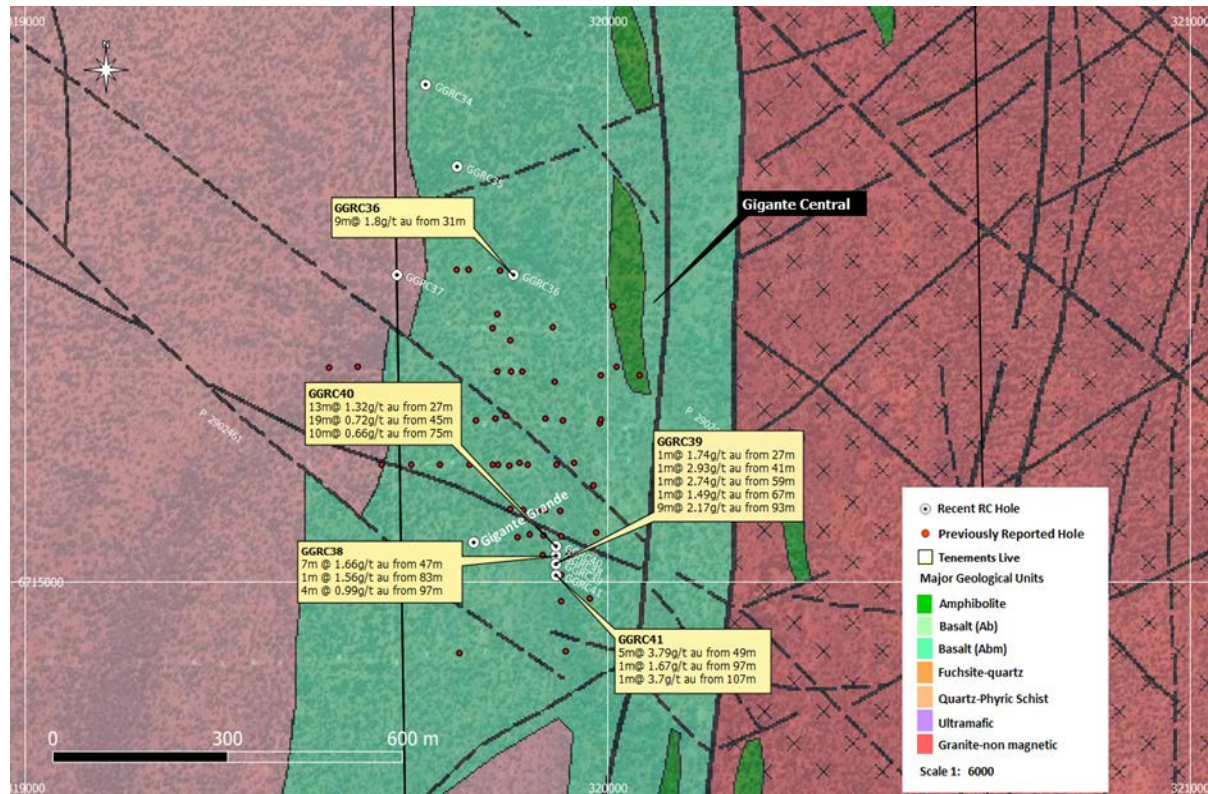 319000
320000
321000
N
GGRC34
GGRC35
GGRC36
9m@ 1.8g/t au from 31m
Gigante Central
GGRC37
GGRC36
GGRC40
13m@ 1.32g/t au from 27m
19m@ 0.72g/t au from 45m
10m@ 0.66g/t au from 75m
P 2902461
GGRC39
1m@ 1.74g/t au from 27m
1m@ 2.93g/t au from 41m
1m@ 2.74g/t au from 59m
1m@ 1.49g/t au from 67m
9m@ 2.17g/t au from 93m
Gigante Grande
GGRC38
7m@ 1.66g/t au from 47m
1m@ 1.56g/t au from 83m
4m @ 0.99g/t au from 97m
6715000
6715000
GGRC41
5m@ 3.79g/t au from 49m
1m@ 1.67g/t au from 97m
1m@ 3.7g/t au from 107m
Recent RC Hole
Previously Reported Hole
Tenements Live
Major Geological Units
Amphibolite
Basalt (Ab)
Basalt (Abm)
Fuchsite-quartz
Quartz-Phyric Schist
Ultramafic
Granite-non magnetic
Scale 1: 6000
0 300 600 m
319000
320000
321000